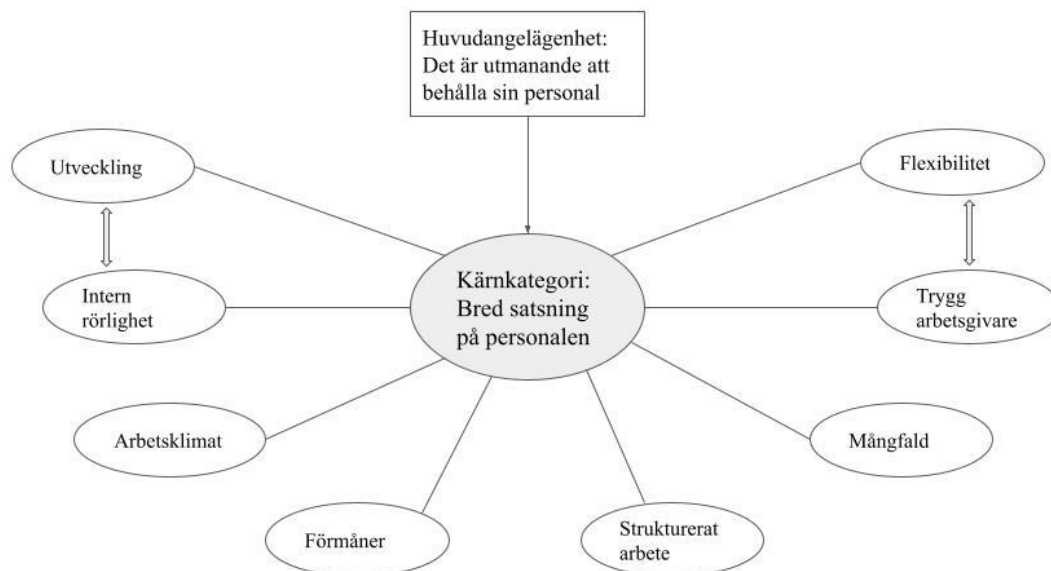 Huvudangelägenhet:
Det är utmanande att
behålla sin personal
Utveckling
Flexibilitet
Kärnkategori:
Bred satsning
på personalen
Intern
rörlighet
Trygg
arbetsgivare
Arbetsklimat
Mångfald
Förmåner
Strukturerat
arbete